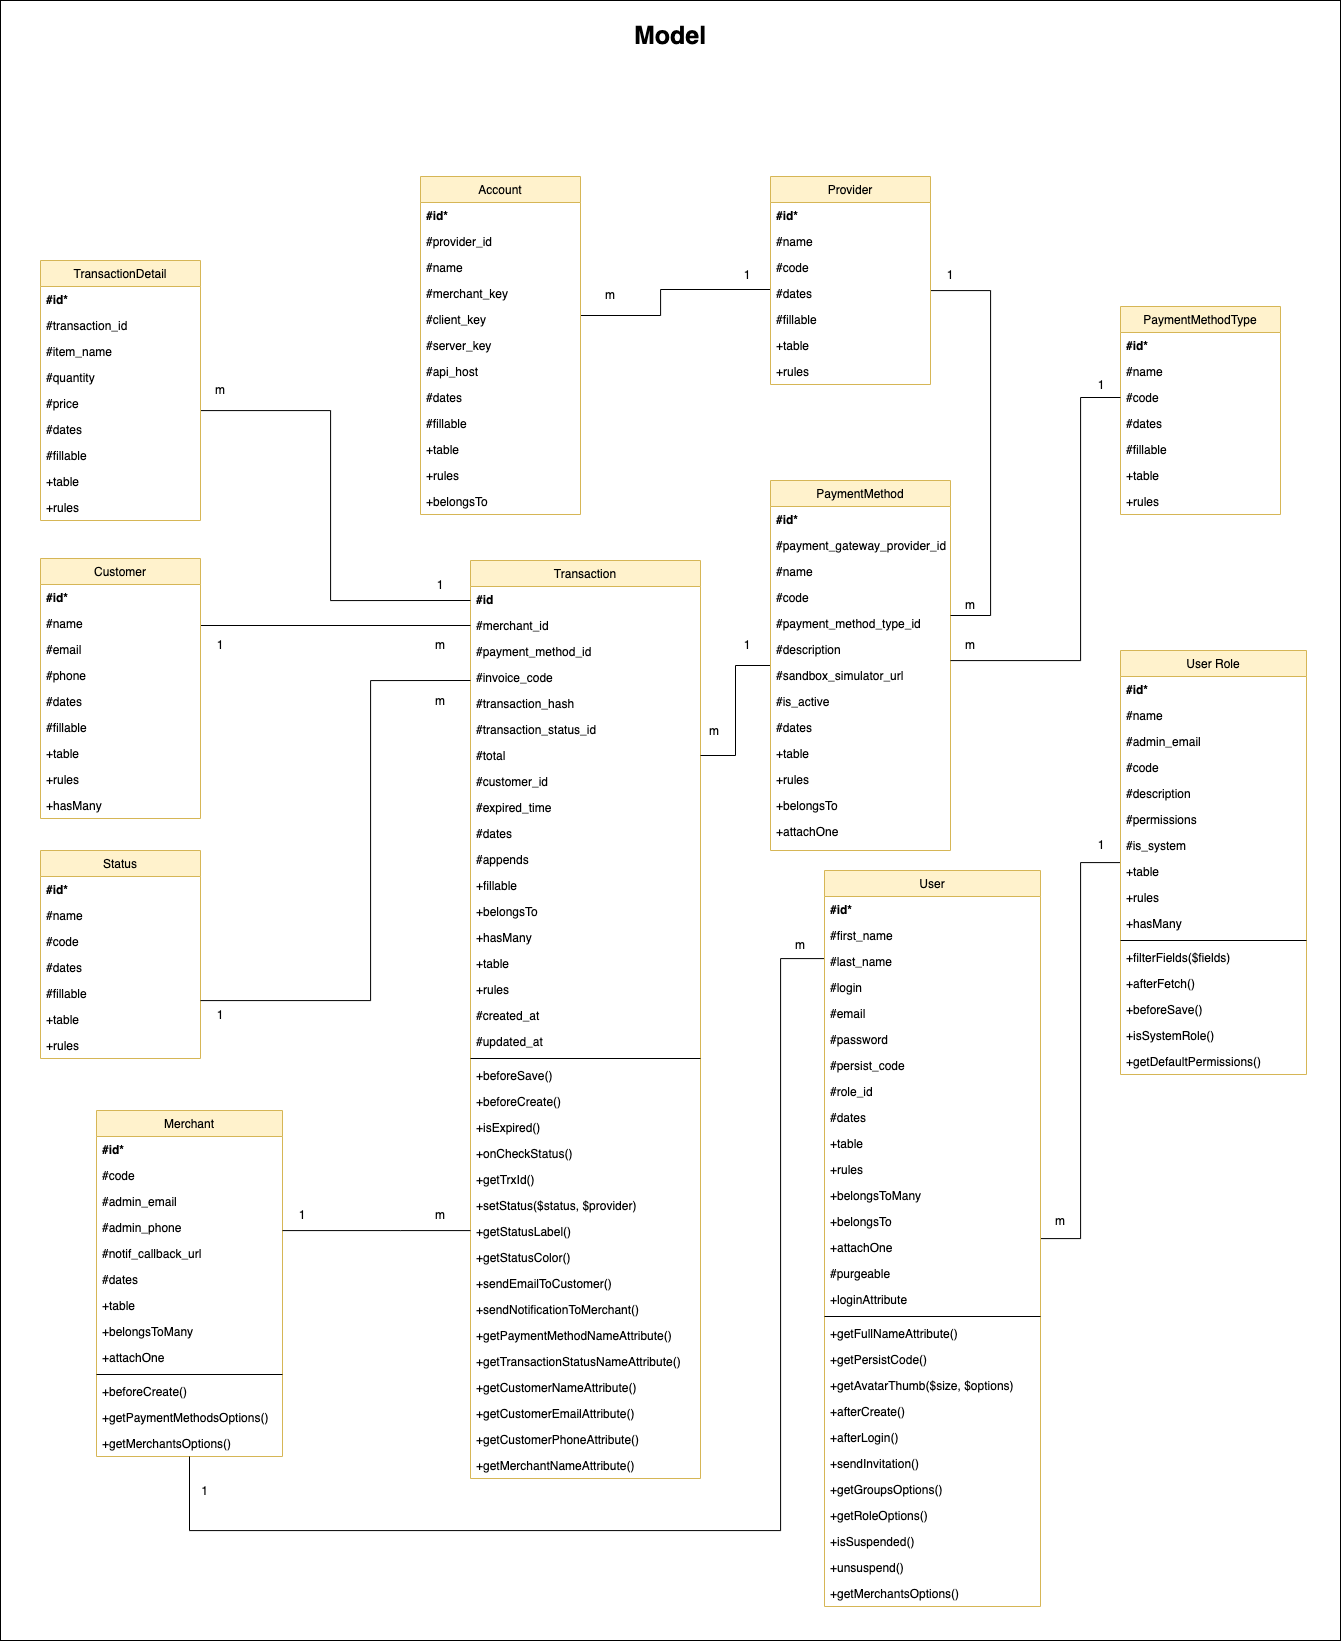 Model
Account
#id*
#provider_id
#name
#merchant_key
#client_key
#server_key
#api_host
#dates
#fillable
+table
+rules
+belongsTo
m
1
Provider
#id*
#name
#code
#dates
#fillable
+table
+rules
1
TransactionDetail
#id*
#transaction_id
#item_name
#quantity
#price
#dates
#fillable
+table
+rules
m
1
PaymentMethodType
#id*
#name
#code
#dates
#fillable
+table
+rules
1
Customer
#id*
#name
#email
#phone
#dates
#fillable
+table
+rules
+hasMany
1
m
m
Transaction
#id
#merchant_id
#payment_method_id
#invoice_code
#transaction_hash
#transaction_status_id
#total
#customer_id
#expired_time
#dates
#appends
+fillable
+belongsTo
+hasMany
+table
+rules
#created_at
#updated_at
+beforeSave()
+beforeCreate()
+isExpired()
+onCheckStatus()
+getTrxId()
+setStatus($status, $provider)
+getStatusLabel()
+getStatusColor()
+sendEmailToCustomer()
+sendNotificationToMerchant()
+getPaymentMethodNameAttribute()
+getTransactionStatusNameAttribute()
+getCustomerNameAttribute()
+getCustomerEmailAttribute()
+getCustomerPhoneAttribute()
+getMerchantNameAttribute()
m
1
PaymentMethod
#id*
#payment_gateway_provider_id
#name
#code
#payment_method_type_id
#description
#sandbox_simulator_url
#is_active
#dates
+table
+rules
+belongsTo
+attachOne
m
m
User Role
#id*
#name
#admin_email
#code
#description
#permissions
#is_system
+table
+rules
+hasMany
+filterFields($fields)
+afterFetch()
+beforeSave()
+isSystemRole()
+getDefaultPermissions()
1
Status
#id*
#name
#code
#dates
#fillable
+table
+rules
1
User
#id*
#first_name
#last_name
#login
#email
#password
#persist_code
#role_id
#dates
+table
+rules
+belongsToMany
+belongsTo
+attachOne
#purgeable
+loginAttribute
+getFullNameAttribute()
+getPersistCode()
+getAvatarThumb($size, $options)
+afterCreate()
+afterLogin()
+sendInvitation()
+getGroupsOptions()
+getRoleOptions()
+isSuspended()
+unsuspend()
+getMerchantsOptions()
m
m
Merchant
#id*
#code
#admin_email
#admin_phone
#notif_callback_url
#dates
+table
+belongsToMany
+attachOne
+beforeCreate()
+getPaymentMethodsOptions()
+getMerchantsOptions()
1
m
1